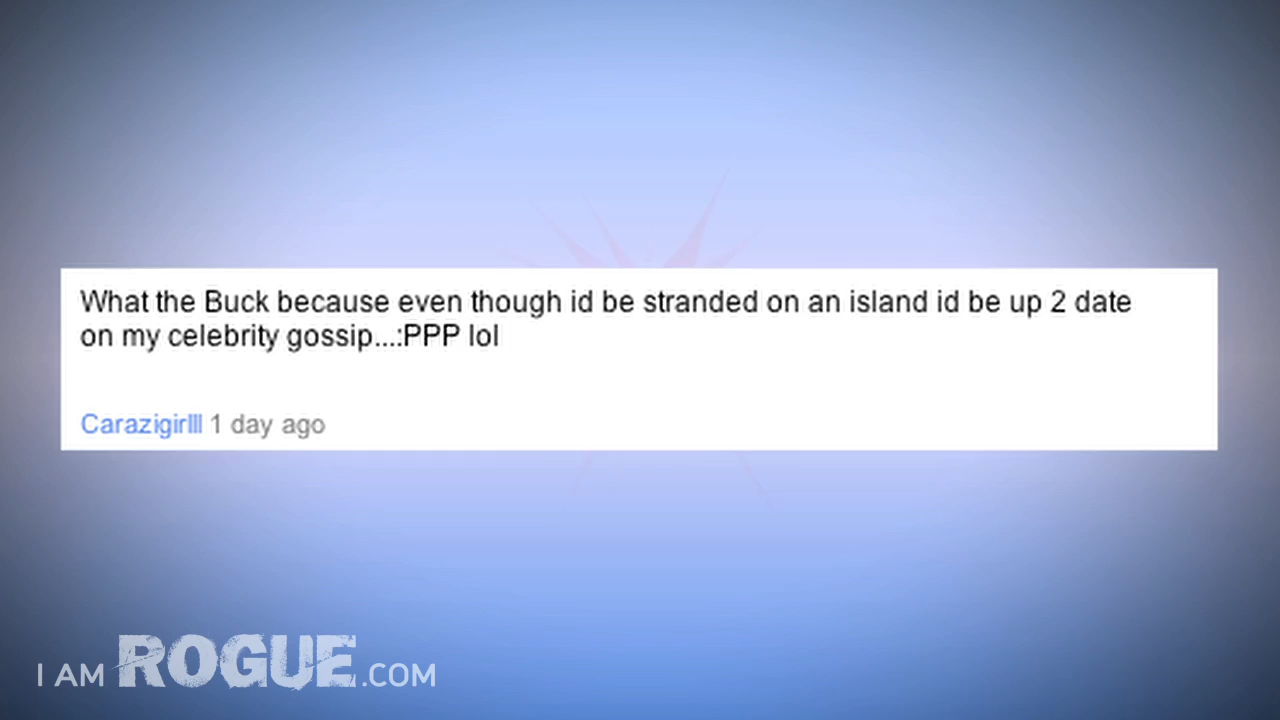 What the Buck because even though id be stranded on an island id be up 2 date
on my celebrity gossip...:PPP lol
Carazigirlll 1 day ago
I AM ROGUE.COM